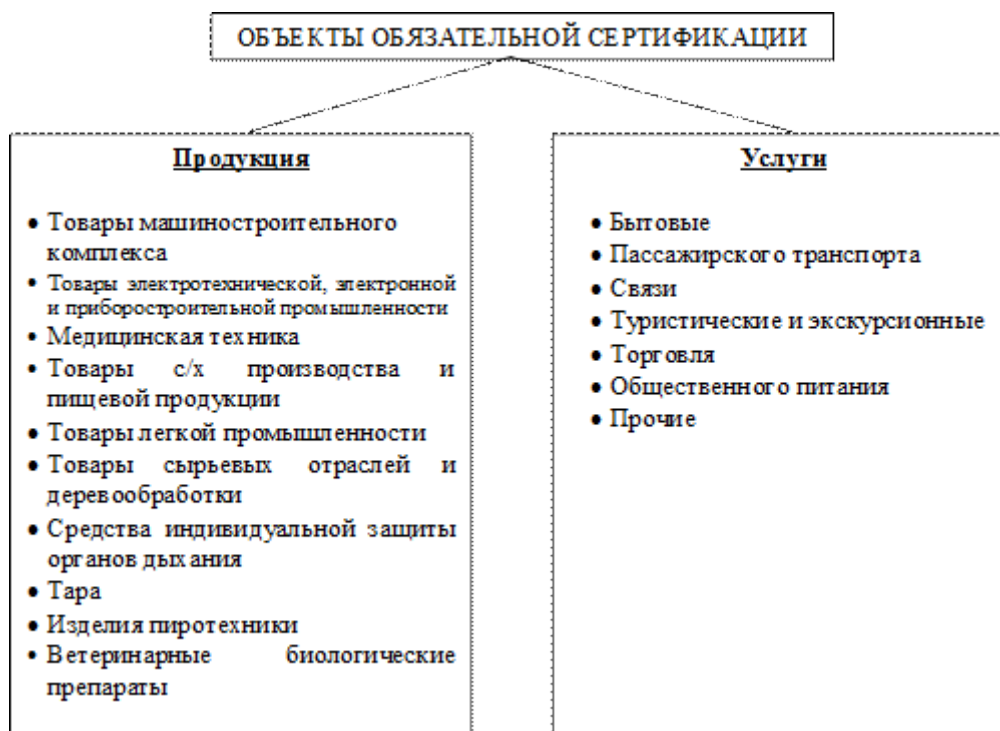 ОБЪЕКТЫ ОБЯЗАТЕЛЬНОЙ СЕРТИФИКАЦИИ
Продукция
• Товары машиностроительного
комплекса
• Товары электротехнической, электронной
и приборостроительной промышленности
• Медицинская техника
• Товары с/х производства и
пищевой продукции
• Товары легкой промышленности
• Товары сырьевых отраслей и
деревообработки
• Средства индивидуальной защиты
органов дыхания
• Тара
• Изделия пиротехники
• Ветеринарные биологические
препараты
Услуги
• Бытовые
• Пассажирского транспорта
• Связи
• Туристические и экскурсионные
• Торговля
• Общественного питания
• Прочие